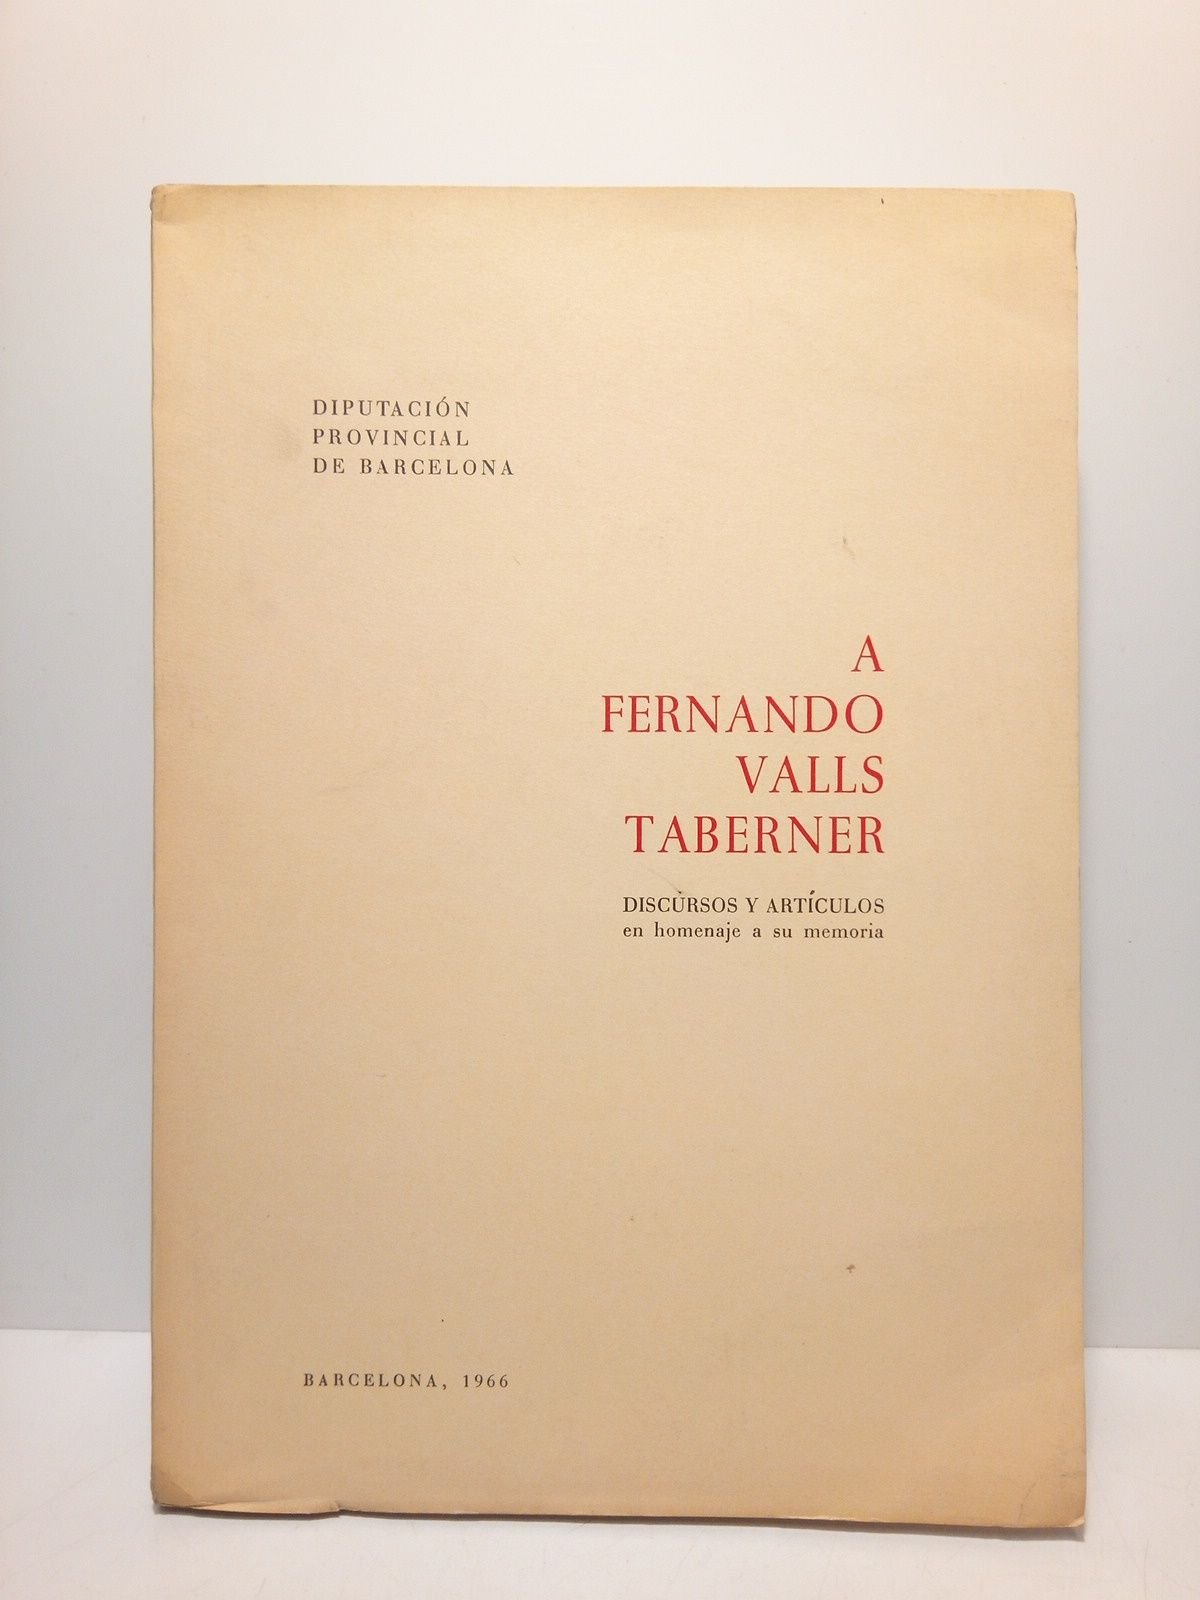 DIPUTACIÓN
PROVINCIAL
DE BARCELONA
A
FERNANDO
VALLS
TABERNER
DISCURSOS Y ARTÍCULOS
en homenaje a su memoria
BARCELONA, 1966